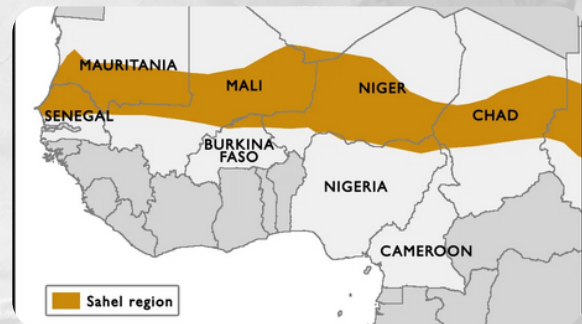 MAURITANIA
MALI
NIGER
CHAD
SENEGAL
BURKINA
FASO
NIGERIA
CAMEROON
Sahel region